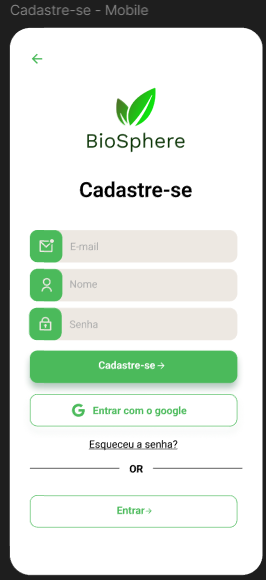 Cadastre-se - Mobile
BioSphere
Cadastre-se
E-mail
Nome
Senha
Cadastre-se→
G Entrar com o google
Esqueceu a senha?
OR
Entrar→